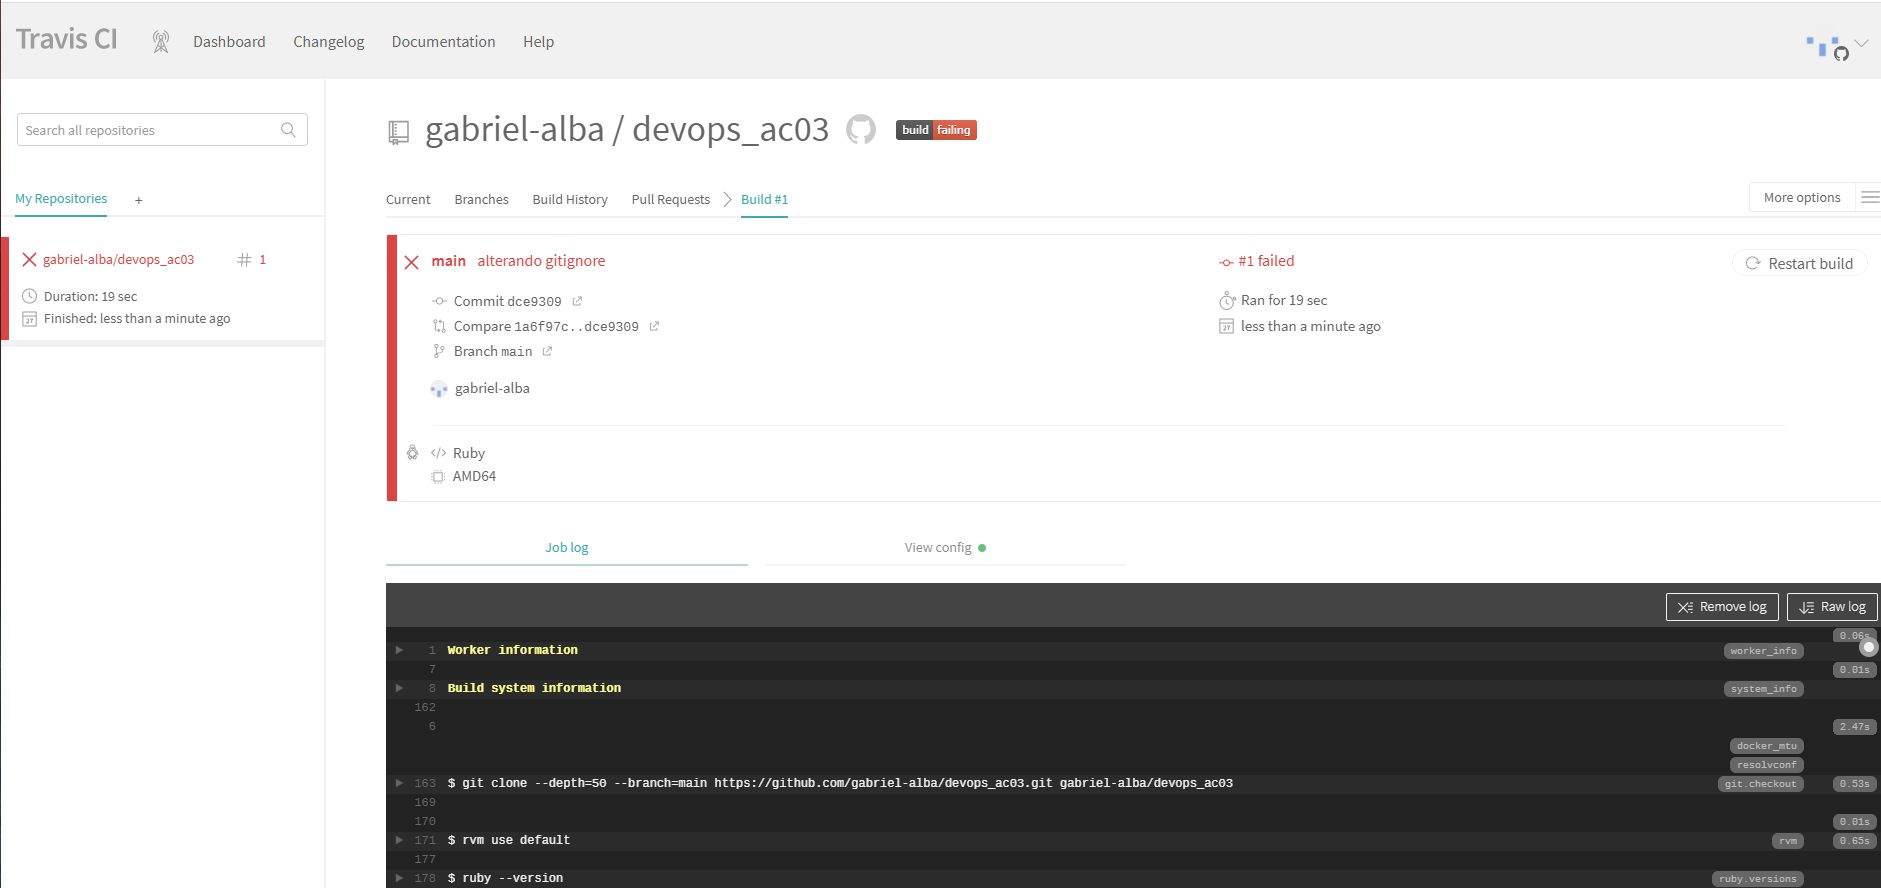 Travis CI Dashboard Changelog Documentation Help
Search all repositories
My Repositories +
gabriel-alba/devops_ac03 # 1
Duration: 19 sec
Finished: less than a minute ago
gabriel-alba / devops_ac03 build failing
Current Branches Build History Pull Requests Build #1 More options
main alterando gitignore #1 failed Restart build
Commit dce9309 Ran for 19 sec
Compare 1a6f97c..dce9309 less than a minute ago
Branch main
gabriel-alba
Ruby
AMD64
Job log View config
Remove log Raw log
0.06s
1 Worker information worker_info
7 0.01s
8 Build system information system_info
162
6 2.47s
docker_mtu
resolvconf
163 $ git clone --depth=50 --branch=main https://github.com/gabriel-alba/devops_ac03.git gabriel-alba/devops_ac03 git.checkout 0.53s
169
170 0.01s
171 $ rvm use default rvm 0.65s
177
178 $ ruby --version ruby.versions